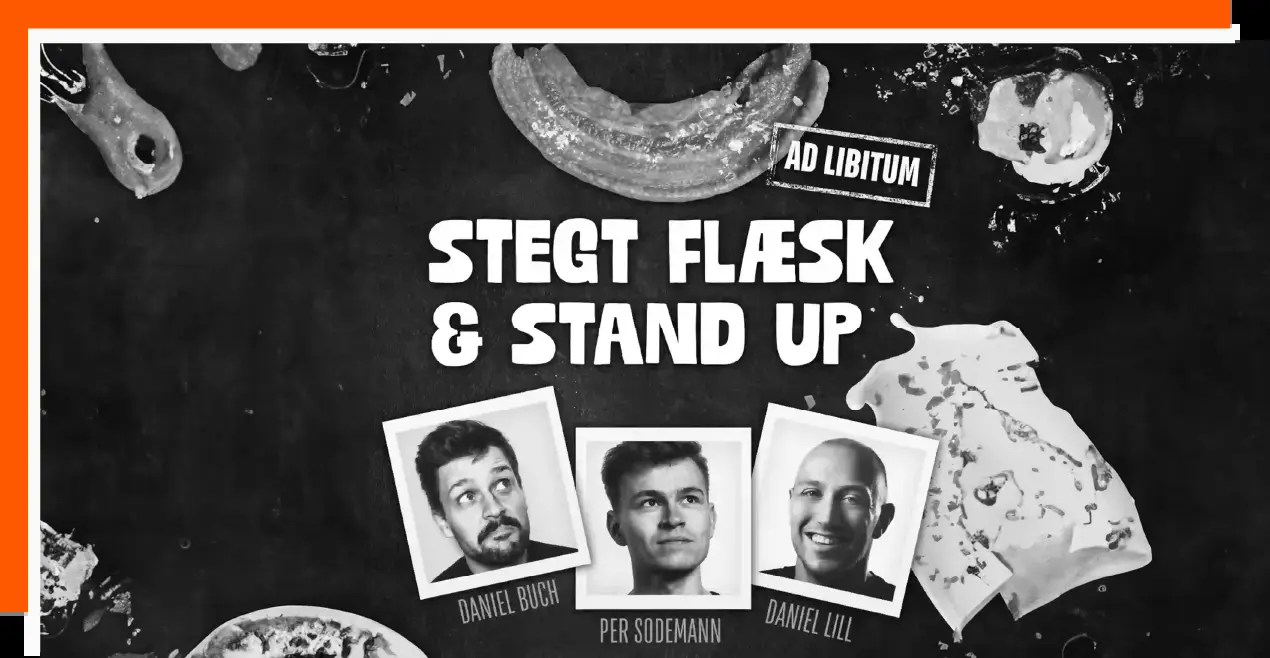 AD LIBITUM
STEGT FLÆSK
& STAND UP
DANIEL BUCH
PER SODEMANN
DANIEL LILL